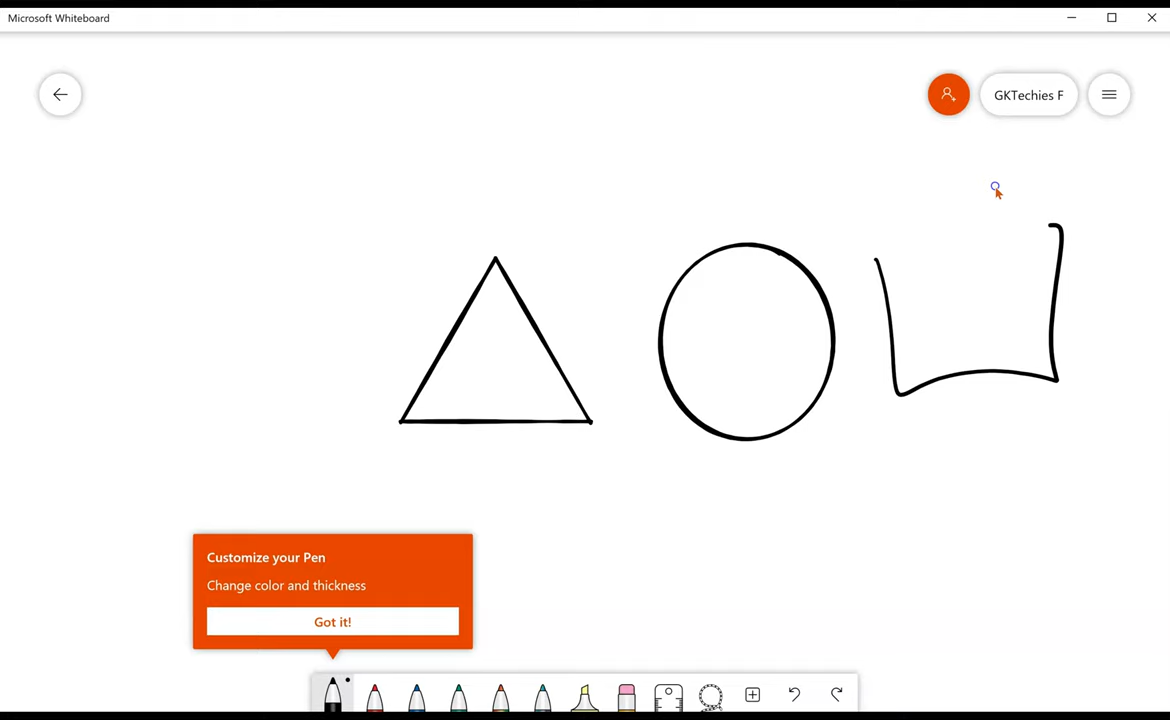 Microsoft Whiteboard
GKTechies F
Customize your Pen
Change color and thickness
Got it!